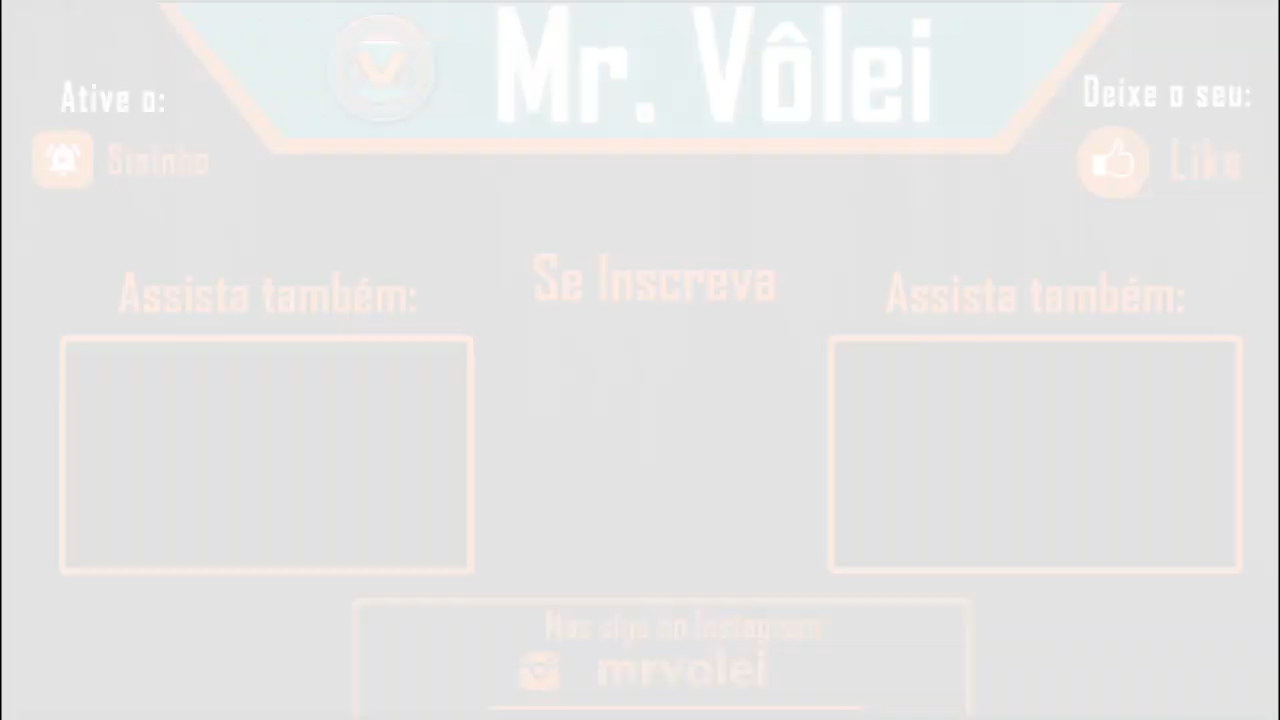 Mr. Vôlei
Ative o:
Sininho
Deixe o seu:
Like
Se Inscreva
Assista também:
Assista também:
Nos siga no Instagram
mrvolei